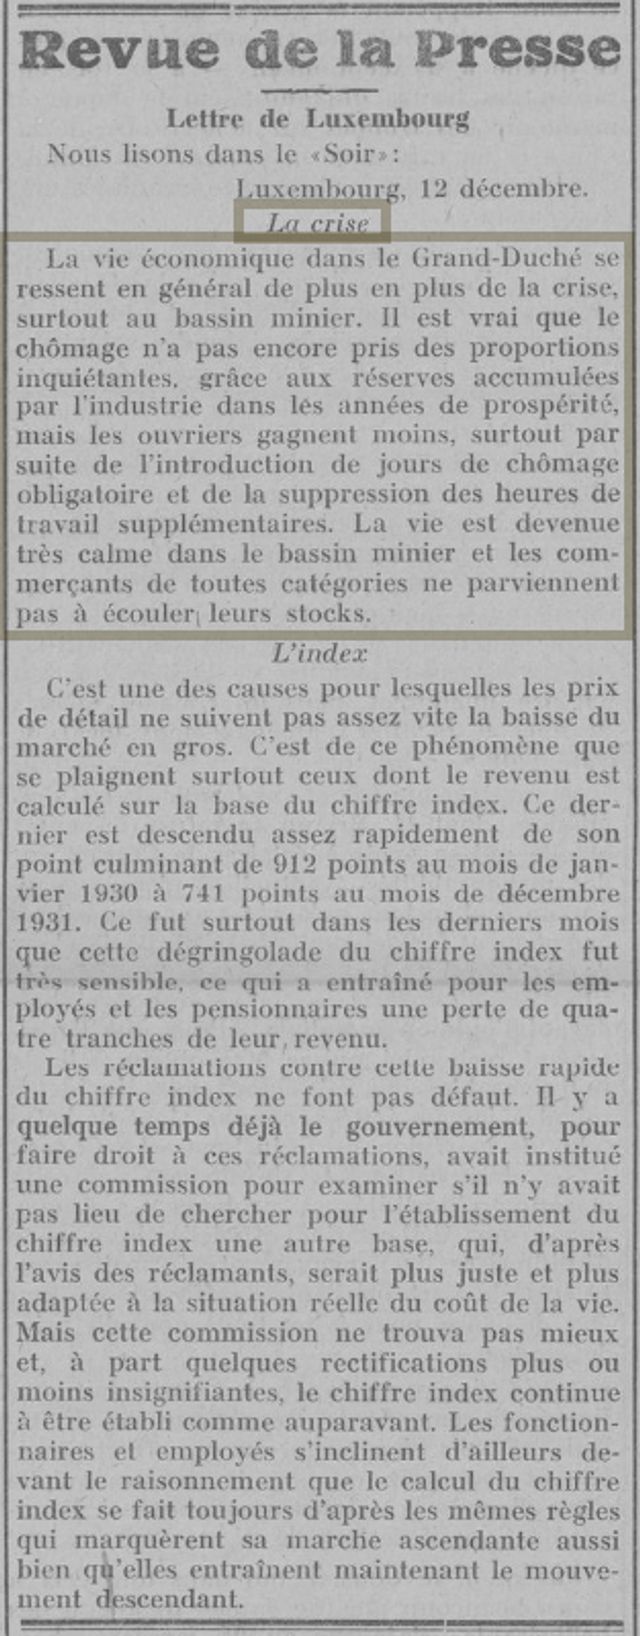 Revue de la Presse
Lettre de Luxembourg
Nous lisons dans le «Soir»:
Luxembourg, 12 décembre.
La crise
La vie économique dans le Grand-Duché se
ressent en général de plus en plus de la crise,
surtout au bassin minier. Il est vrai que le
chômage n'a pas encore pris des proportions
inquiétantes. grâce aux réserves accumulées
par l'industrie dans les années de prospérité,
mais les ouvriers gagnent moins, surtout par
suite de l'introduction de jours de chômage
obligatoire et de la suppression des heures de
travail supplémentaires. La vie est devenue
très calme dans le bassin minier et les com-
merçants de toutes catégories ne parviennent
pas à écouler leurs stocks.
L'index
C'est une des causes pour lesquelles les prix
de détail ne suivent pas assez vite la baisse du
marché en gros. C'est de ce phénomène que
se plaignent surtout ceux dont le revenu est
calculé sur la base du chiffre index. Ce der-
nier est descendu assez rapidement de son
point culminant de 912 points au mois de jan-
vier 1930 à 741 points au mois de décembre
1931. Ce fut surtout dans les derniers mois
que cette dégringolade du chiffre index fut
très sensible, ce qui a entraîné pour les em-
ployés et les pensionnaires une perte de qua-
tre tranches de leur revenu.
Les réclamations contre cette baisse rapide
du chiffre index ne font pas défaut. Il y a
quelque temps déjà le gouvernement, pour
faire droit à ces réclamations, avait institué
une commission pour examiner s'il n'y avait
pas lieu de chercher pour l'établissement du
chiffre index une autre base, qui, d'après
l'avis des réclamants, serait plus juste et plus
adaptée à la situation réelle du coût de la vie.
Mais cette commission ne trouva pas mieux
et, à part quelques rectifications plus ou
moins insignifiantes, le chiffre index continue
à être établi comme auparavant. Les fonction-
naires et employés s'inclinent d'ailleurs de-
vant le raisonnement que le calcul du chiffre
index se fait toujours d'après les mêmes règles
qui marquèrent sa marche ascendante aussi
bien qu'elles entraînent maintenant le mouve-
ment descendant.